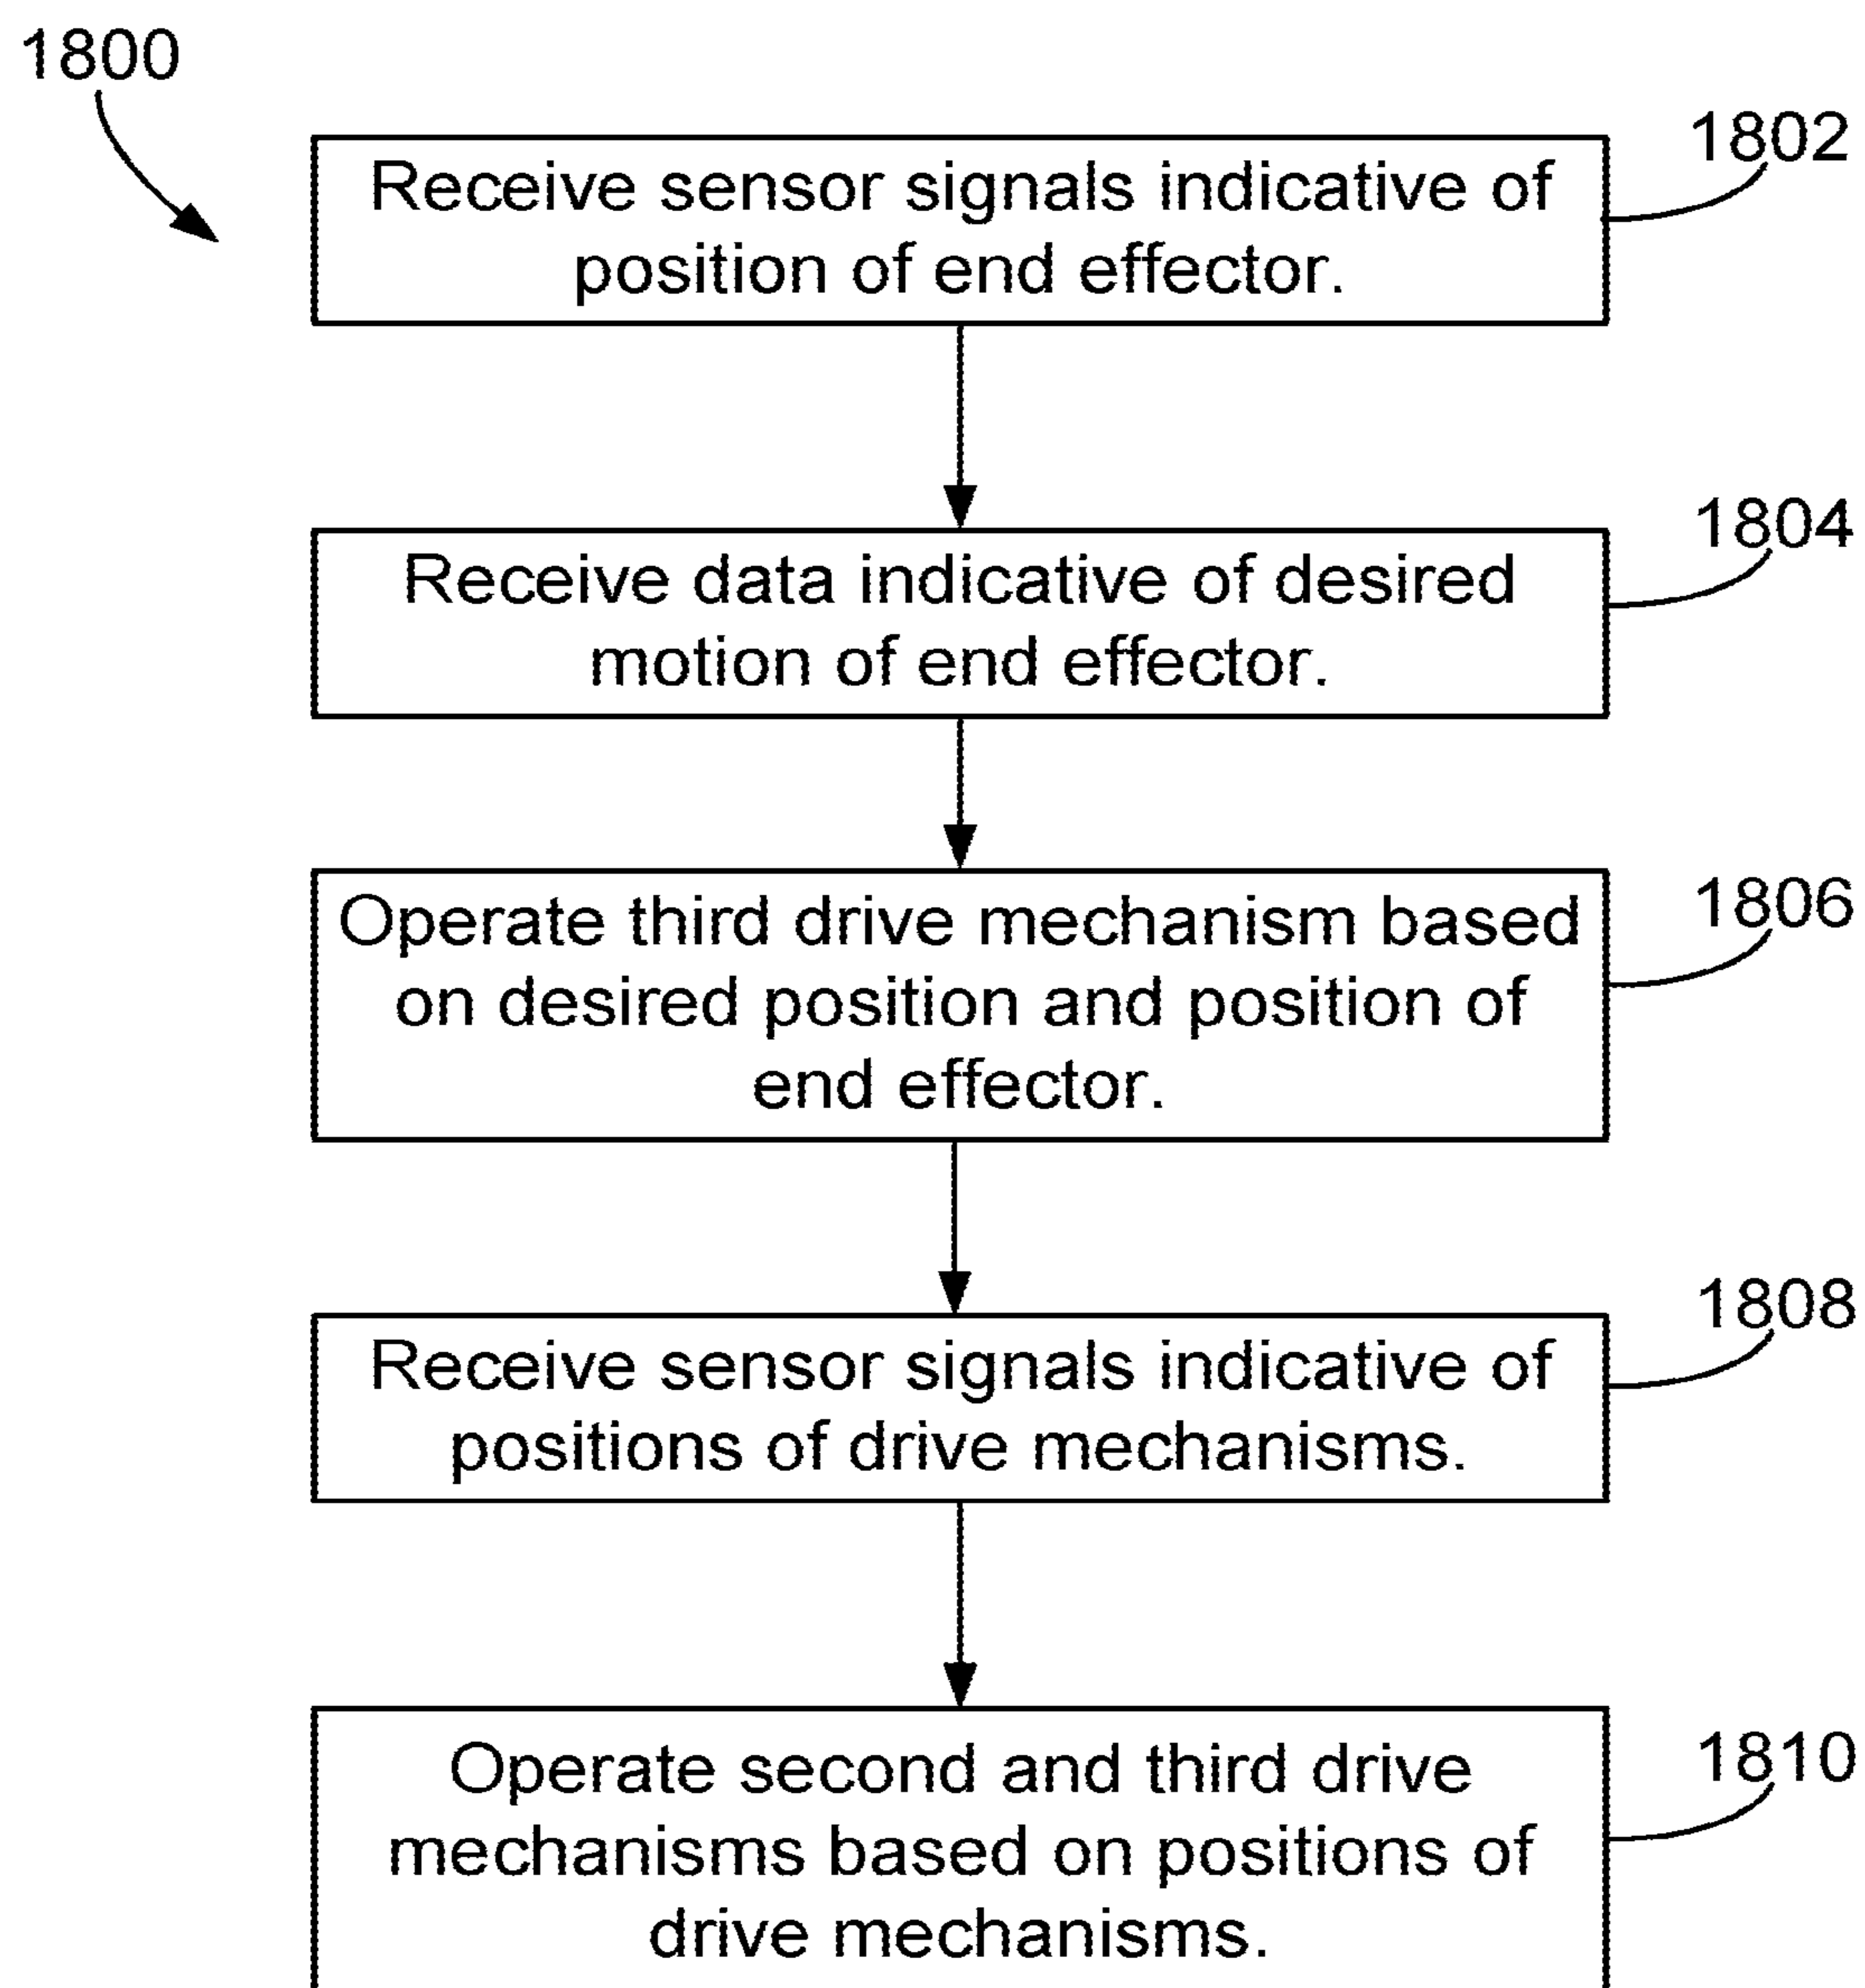 1800
1802
Receive sensor signals indicative of
position of end effector.
1804
Receive data indicative of desired
motion of end effector.
1806
Operate third drive mechanism based
on desired position and position of
end effector.
1808
Receive sensor signals indicative of
positions of drive mechanisms.
1810
Operate second and third drive
mechanisms based on positions of
drive mechanisms.